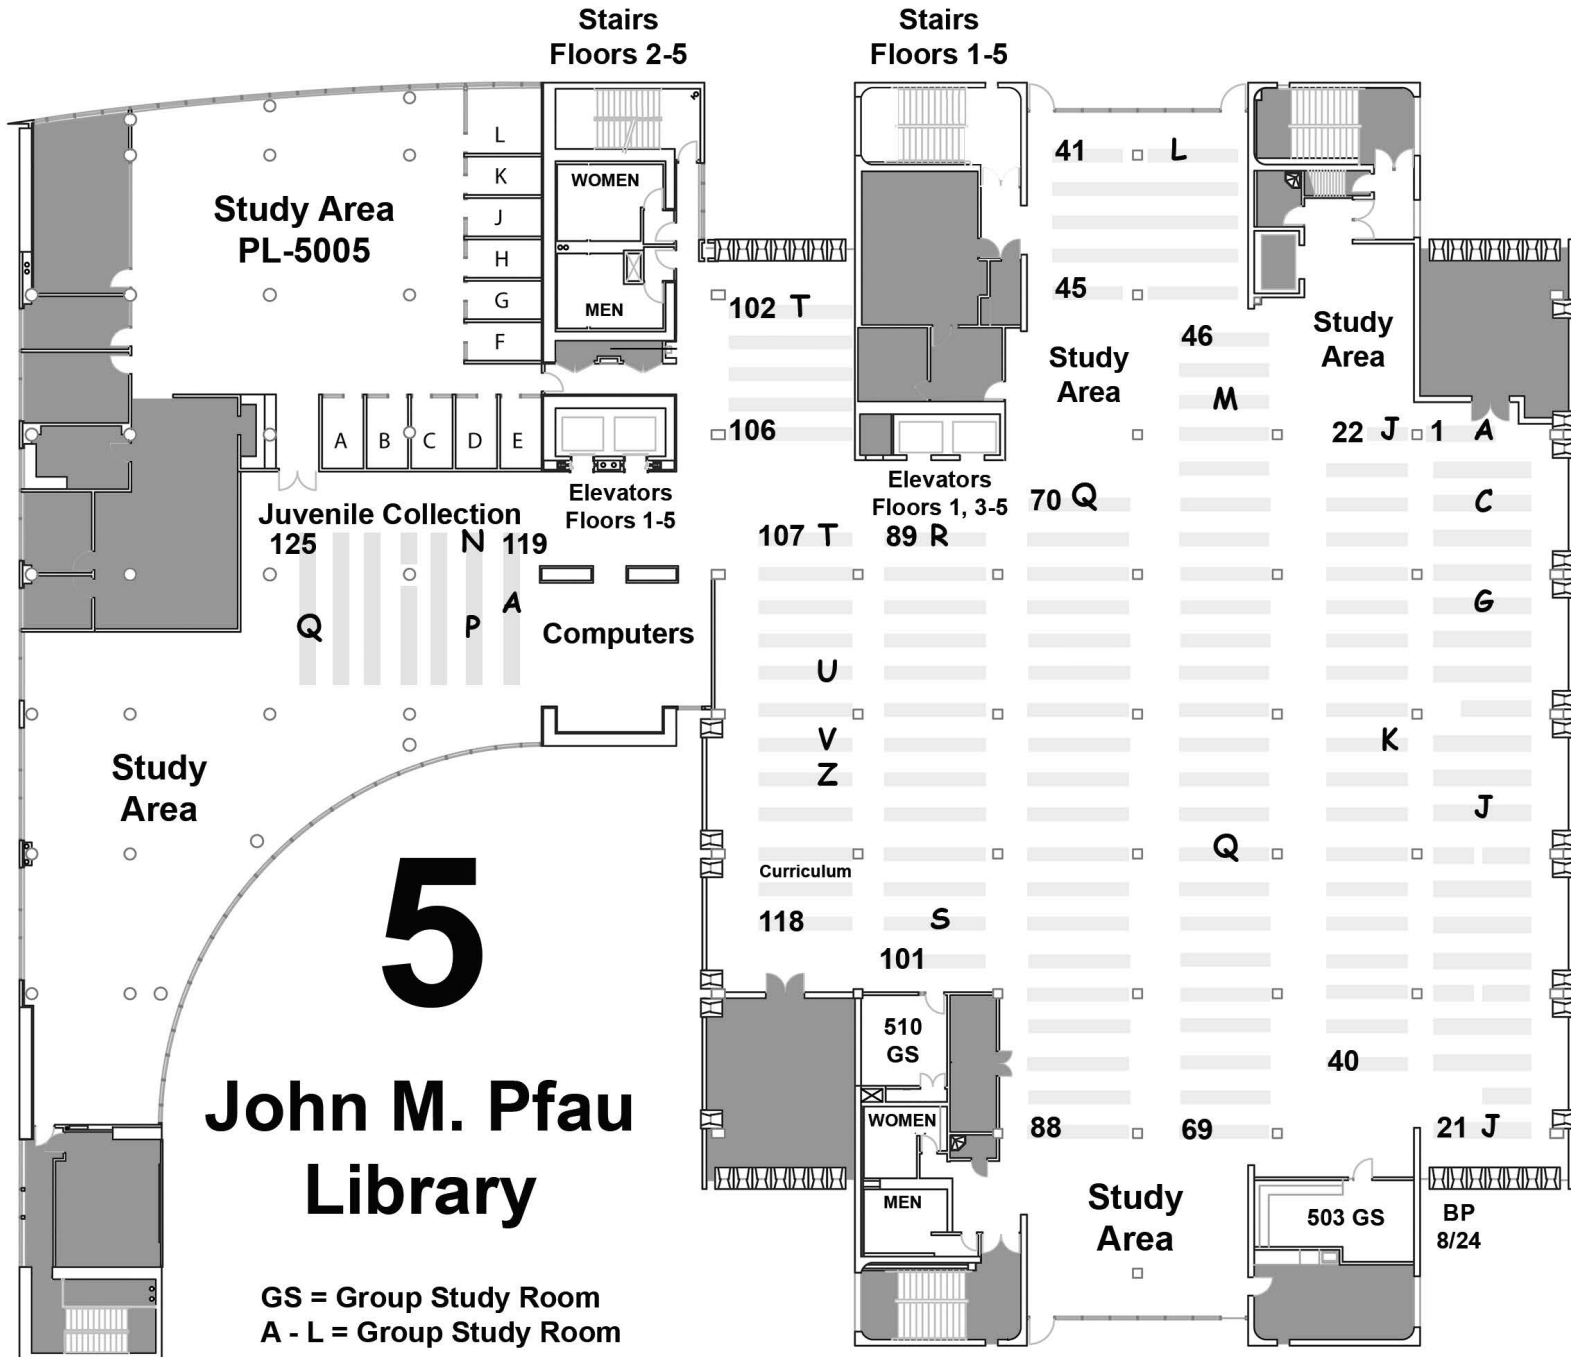 Stairs
Floors 2-5
Stairs
Floors 1-5
L
K
J
H
G
F
WOMEN
MEN
Study Area
PL-5005
A
B
C
D
E
41 L
45
46
M
Study
Area
Study
Area
102 T
106
22 J
1 A
C
G
J
K
Elevators
Floors 1-5
Elevators
Floors 1, 3-5
70 Q
Juvenile Collection
125
N
119
A
Q
P
Computers
107 T
89 R
U
V
Z
Q
Study
Area
Curriculum
118
S
101
5
John M. Pfau
Library
510
GS
WOMEN
MEN
88
69
40
21 J
Study
Area
503 GS
BP
8/24
GS = Group Study Room
A - L = Group Study Room